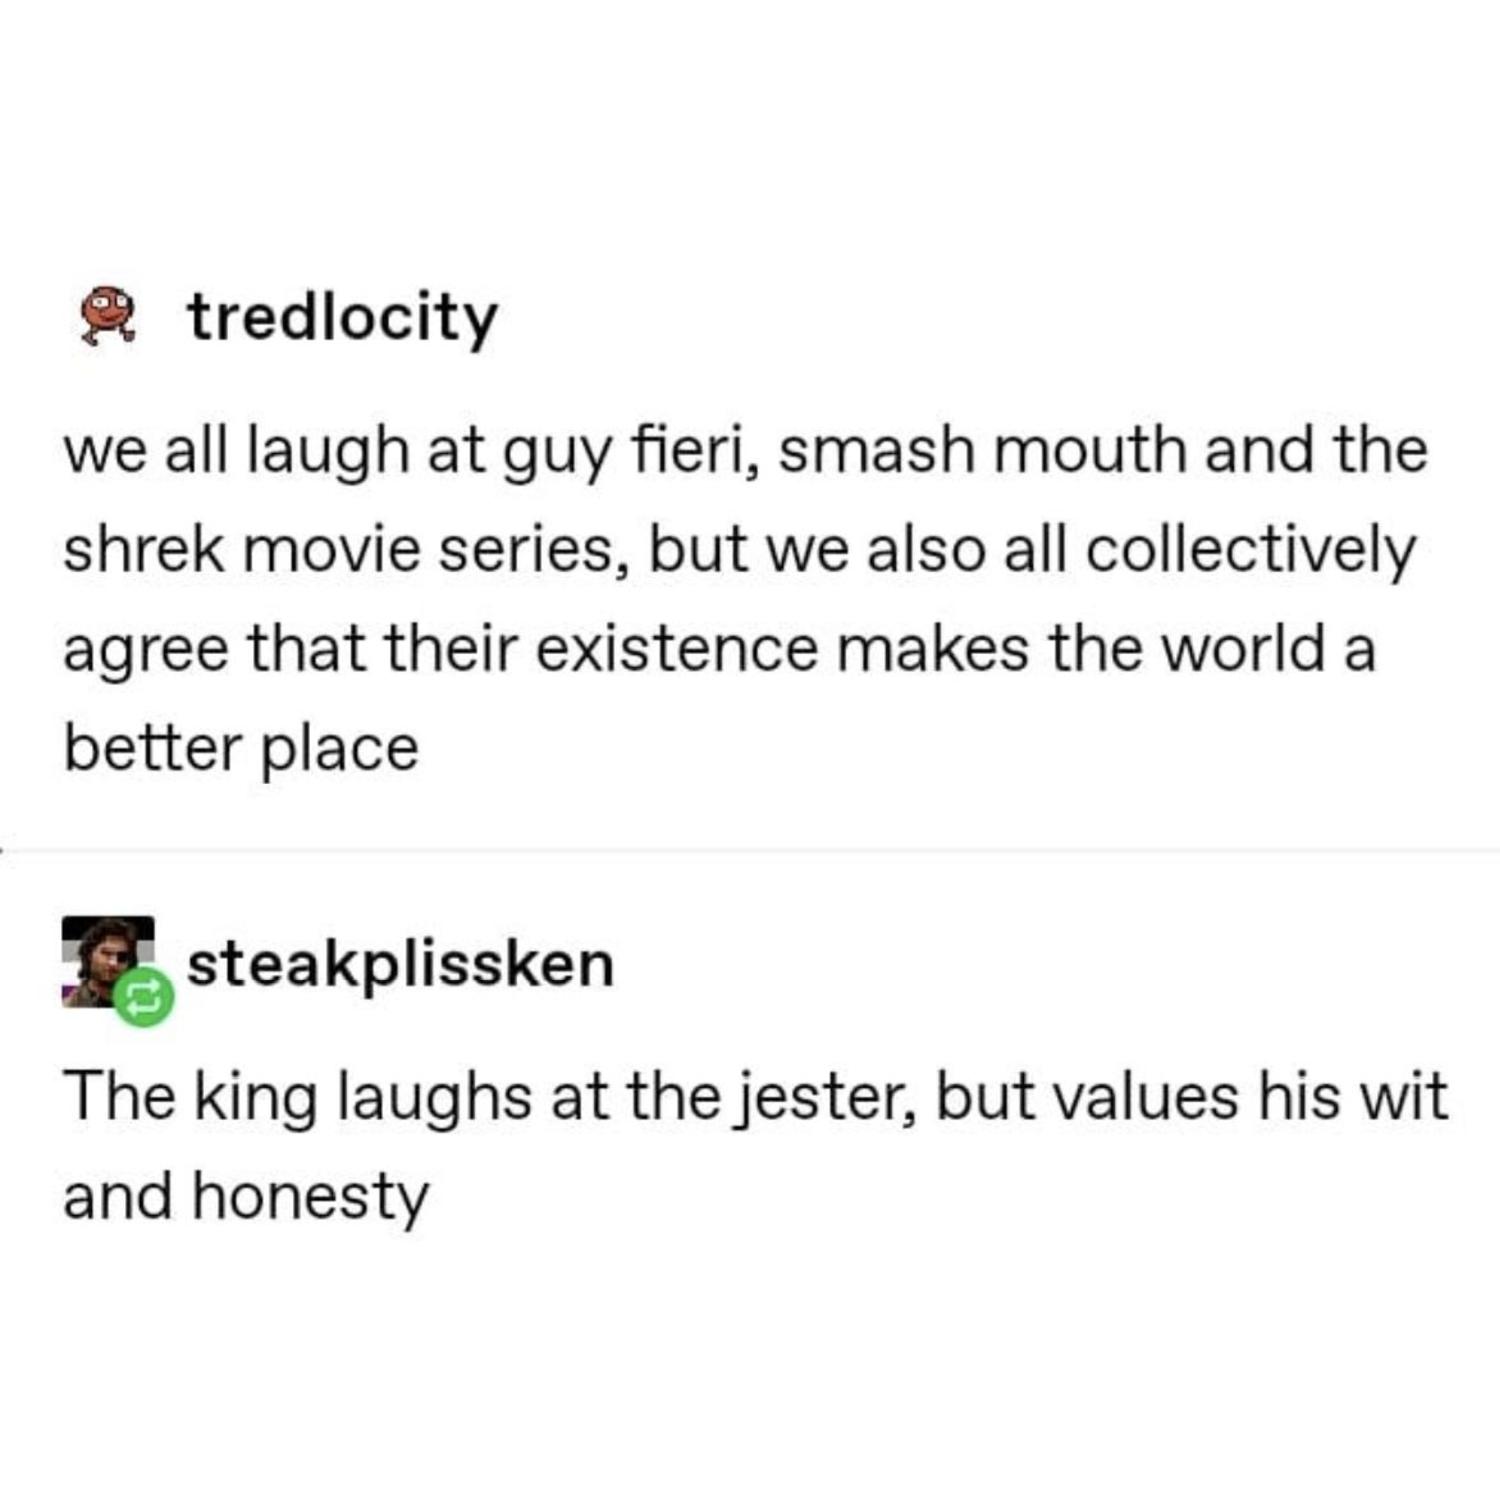 tredlocity
we all laugh at guy fieri, smash mouth and the
shrek movie series, but we also all collectively
agree that their existence makes the world a
better place
steakplissken
The king laughs at the jester, but values his wit
and honesty